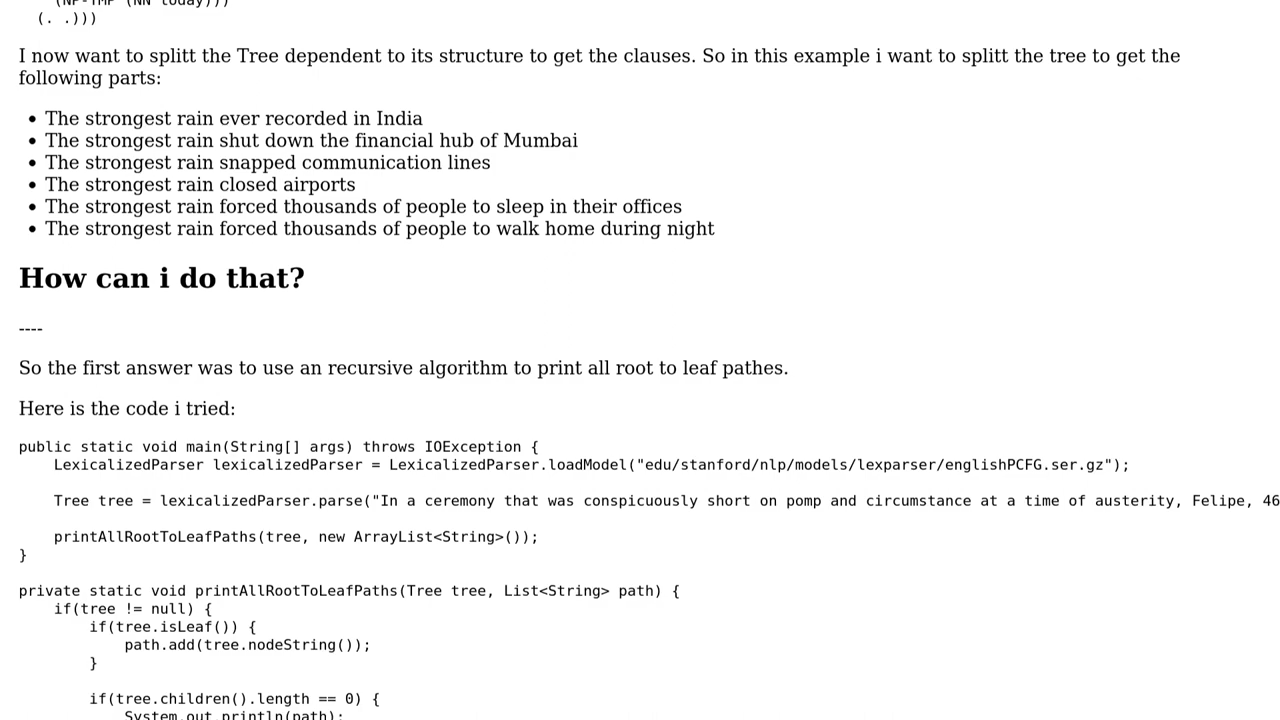 (NP-TMP (NN today)))
(. .)))
I now want to splitt the Tree dependent to its structure to get the clauses. So in this example i want to splitt the tree to get the
following parts:
• The strongest rain ever recorded in India
• The strongest rain shut down the financial hub of Mumbai
• The strongest rain snapped communication lines
• The strongest rain closed airports
• The strongest rain forced thousands of people to sleep in their offices
• The strongest rain forced thousands of people to walk home during night
How can i do that?
----
So the first answer was to use an recursive algorithm to print all root to leaf pathes.
Here is the code i tried:
public static void main(String[] args) throws IOException {
    LexicalizedParser lexicalizedParser = LexicalizedParser.loadModel("edu/stanford/nlp/models/lexparser/englishPCFG.ser.gz");
    Tree tree = lexicalizedParser.parse("In a ceremony that was conspicuously short on pomp and circumstance at a time of austerity, Felipe, 46
    printAllRootToLeafPaths(tree, new ArrayList<String>());
}
private static void printAllRootToLeafPaths(Tree tree, List<String> path) {
    if(tree != null) {
        if(tree.isLeaf()) {
            path.add(tree.nodeString());
        }
        if(tree.children().length == 0) {
            System.out.println(path);